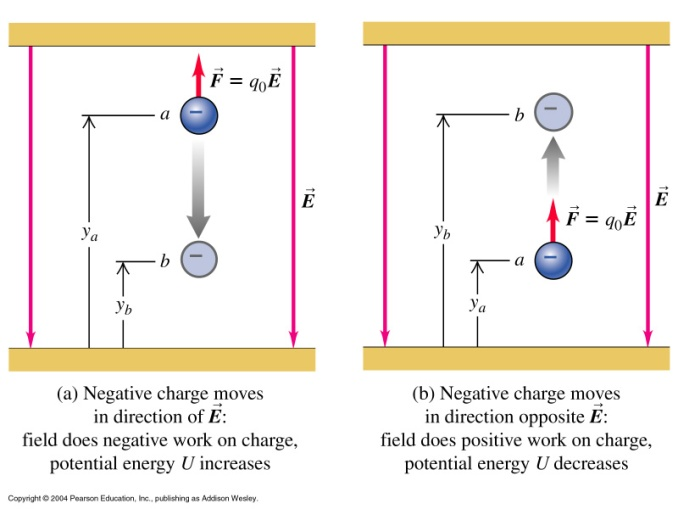 F⃗ = q₀E⃗
a
E⃗
yₐ
b
y_b
(a) Negative charge moves
in direction of E⃗:
field does negative work on charge,
potential energy U increases
b
E⃗
F⃗ = q₀E⃗
y_b
a
yₐ
(b) Negative charge moves
in direction opposite E⃗:
field does positive work on charge,
potential energy U decreases
Copyright © 2004 Pearson Education, Inc., publishing as Addison Wesley.